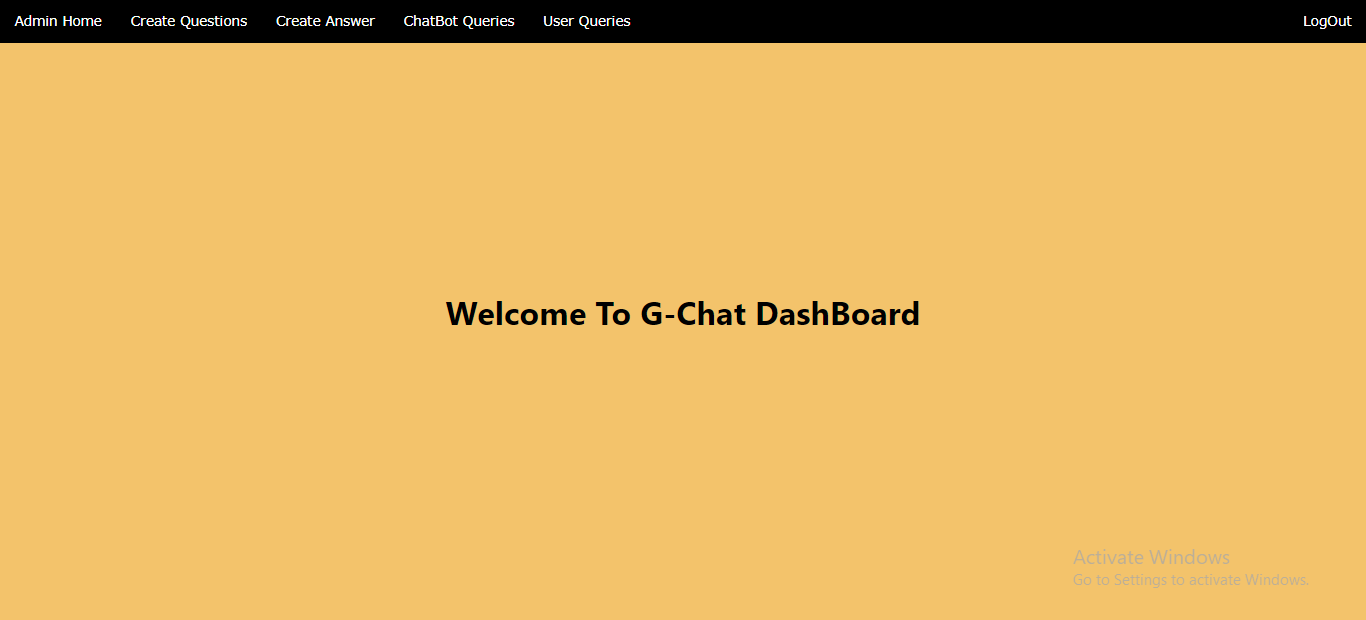 Admin Home Create Questions Create Answer ChatBot Queries User Queries LogOut
Welcome To G-Chat DashBoard
Activate Windows
Go to Settings to activate Windows.